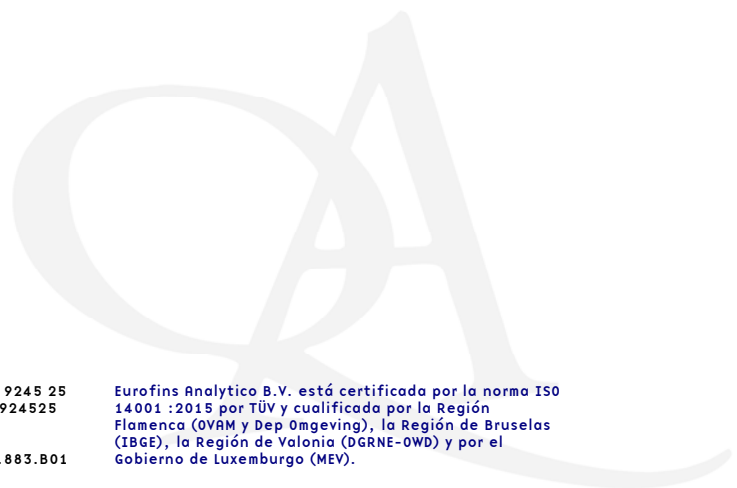 9245 25
924525
.883.B01
Eurofins Analytico B.V. está certificada por la norma ISO
14001 :2015 por TÜV y cualificada por la Región
Flamenca (OVAM y Dep Omgeving), la Región de Bruselas
(IBGE), la Región de Valonia (DGRNE-OWD) y por el
Gobierno de Luxemburgo (MEV).